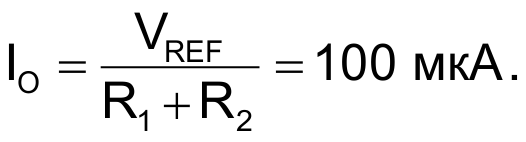 I_O = V_REF / (R_1 + R_2) = 100 мкА.